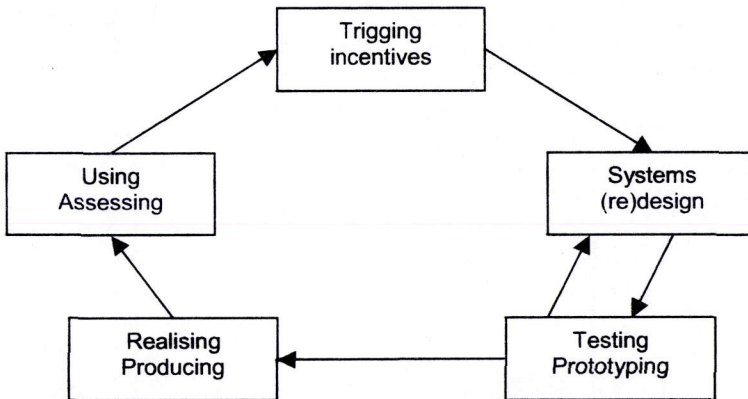 Trigging
incentives
Using
Assessing
Systems
(re)design
Realising
Producing
Testing
Prototyping